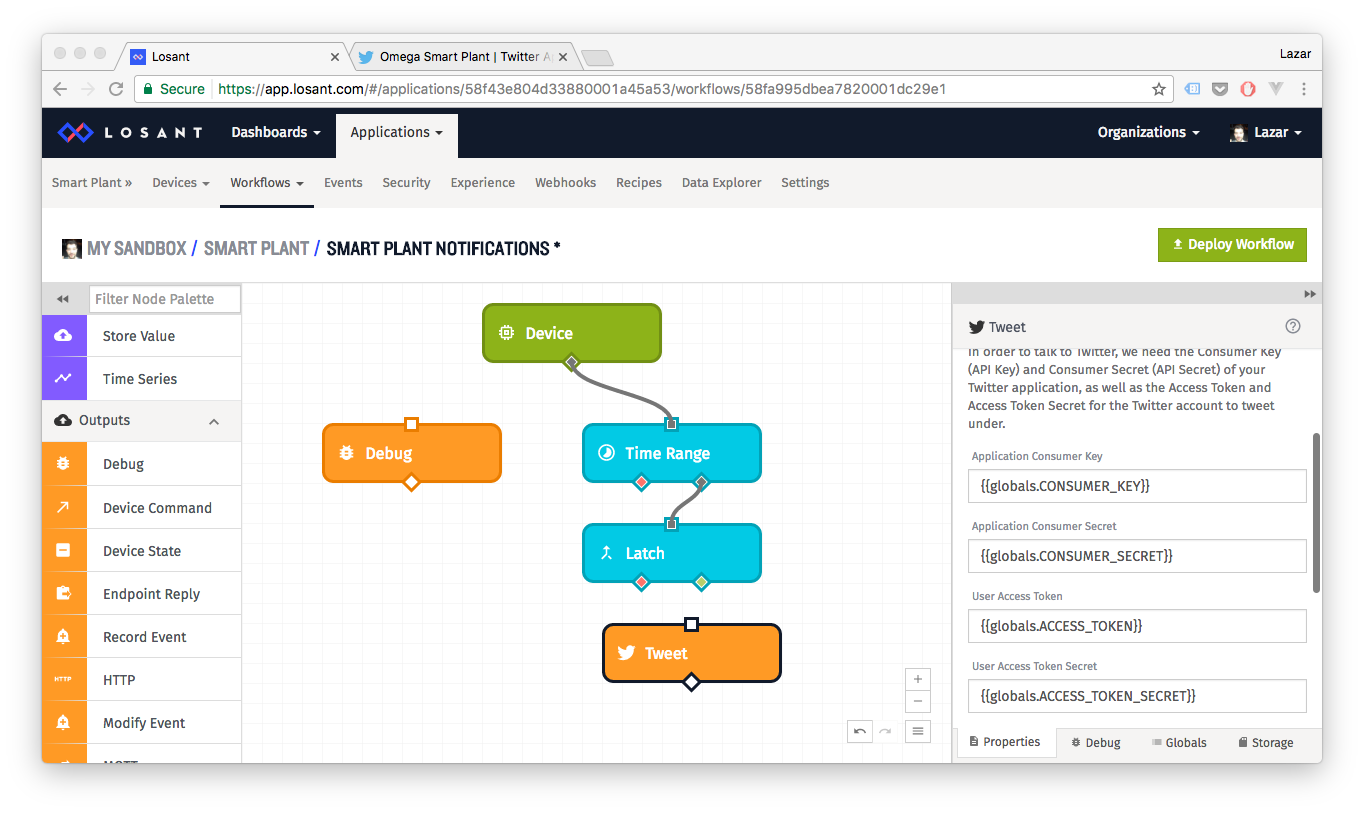 Losant
Omega Smart Plant | Twitter A
Lazar
Secure https://app.losant.com/#/applications/58f43e804d33880001a45a53/workflows/58fa995dbea7820001dc29e1
LOSANT Dashboards Applications Organizations Lazar
Smart Plant » Devices Workflows Events Security Experience Webhooks Recipes Data Explorer Settings
MY SANDBOX / SMART PLANT / SMART PLANT NOTIFICATIONS *
Deploy Workflow
Filter Node Palette
Store Value
Time Series
Outputs
Debug
Device Command
Device State
Endpoint Reply
Record Event
HTTP HTTP
Modify Event
MQTT
Device
Debug
Time Range
Latch
Tweet
Tweet
In order to talk to Twitter, we need the Consumer Key
(API Key) and Consumer Secret (API Secret) of your
Twitter application, as well as the Access Token and
Access Token Secret for the Twitter account to tweet
under.
Application Consumer Key
{{globals.CONSUMER_KEY}}
Application Consumer Secret
{{globals.CONSUMER_SECRET}}
User Access Token
{{globals.ACCESS_TOKEN}}
User Access Token Secret
{{globals.ACCESS_TOKEN_SECRET}}
Properties Debug Globals Storage